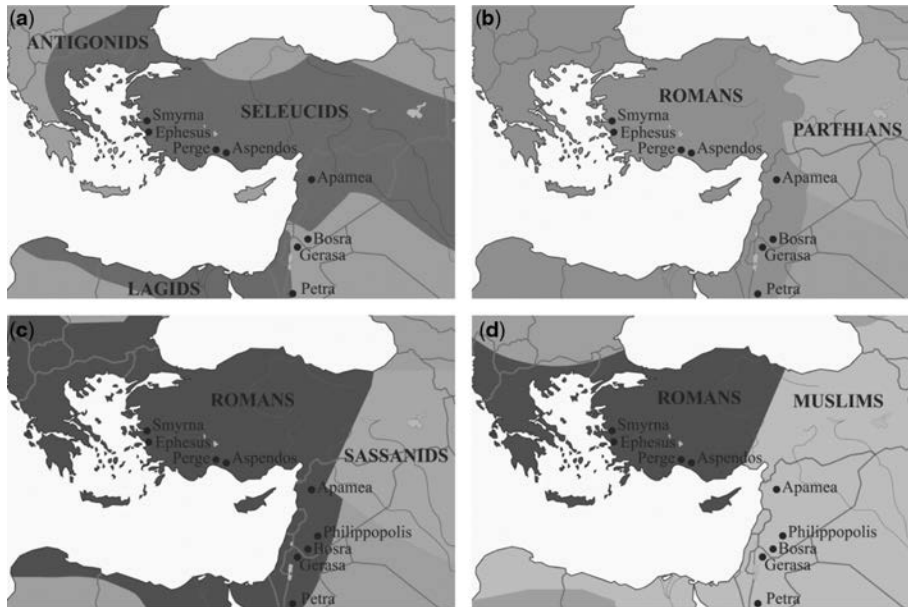 (a)
ANTIGONIDS
SELEUCIDS
Smyrna
Ephesus
Perge Aspendos
Apamea
Bosra
Gerasa
LAGIDS
Petra
(b)
ROMANS
PARTHIANS
Smyrna
Ephesus
Perge Aspendos
Apamea
Bosra
Gerasa
Petra
(c)
ROMANS
SASSANIDS
Smyrna
Ephesus
Perge Aspendos
Apamea
Philippopolis
Bosra
Gerasa
Petra
(d)
ROMANS
MUSLIMS
Smyrna
Ephesus
Perge Aspendos
Apamea
Philippopolis
Bosra
Gerasa
Petra